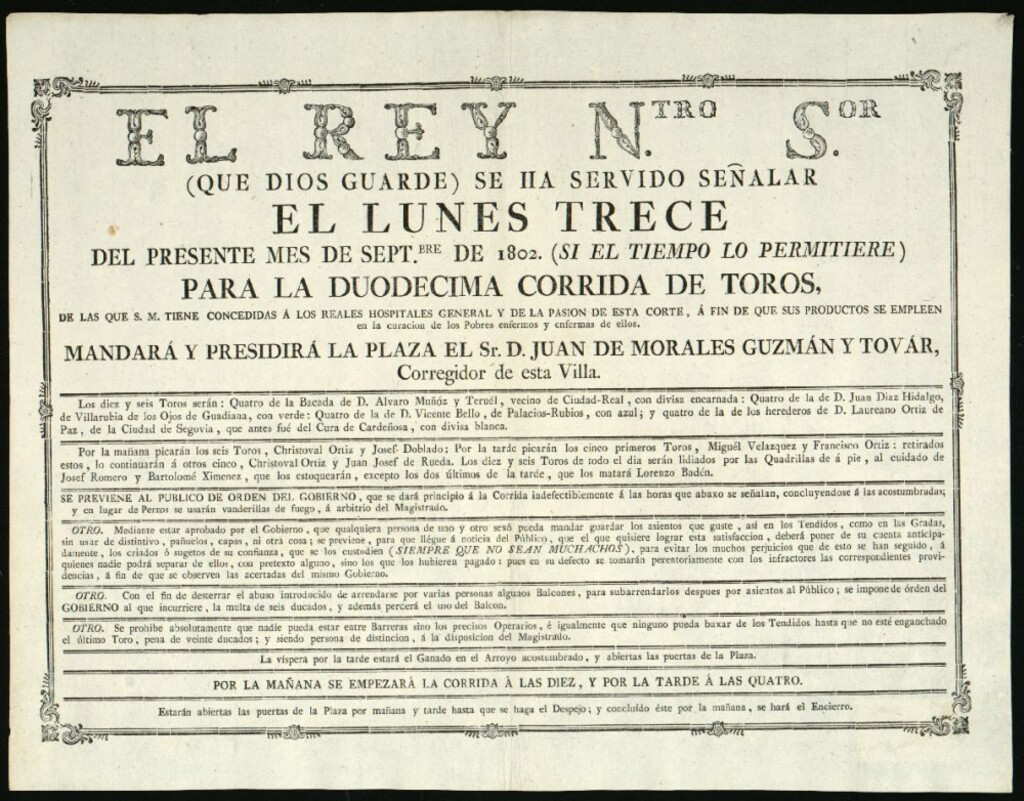 EL REY N.TRO S.OR
(QUE DIOS GUARDE) SE HA SERVIDO SEÑALAR
EL LUNES TRECE
DEL PRESENTE MES DE SEPT.BRE DE 1802. (SI EL TIEMPO LO PERMITIERE)
PARA LA DUODECIMA CORRIDA DE TOROS,
DE LAS QUE S. M. TIENE CONCEDIDAS Á LOS REALES HOSPITALES GENERAL Y DE LA PASION DE ESTA CORTE, Á FIN DE QUE SUS PRODUCTOS SE EMPLEEN
en la curacion de los Pobres enfermos y enfermas de ellos.
MANDARÁ Y PRESIDIRÁ LA PLAZA EL Sr. D. JUAN DE MORALES GUZMÁN Y TOVÁR,
Corregidor de esta Villa.
Los diez y seis Toros serán: Quatro de la Bacada de D. Alvaro Muñóz y Teruél, vecino de Ciudad-Real, con divisa encarnada: Quatro de la de D. Juan Diaz Hidalgo,
de Villarubia de los Ojos de Guadiana, con verde: Quatro de la de D. Vicente Bello, de Palacios-Rubios, con azul; y quatro de la de los herederos de D. Laureano Ortiz de
Paz, de la Ciudad de Segovia, que antes fué del Cura de Cardeñosa, con divisa blanca.
Por la mañana picarán los seis Toros, Christoval Ortiz y Josef Doblado: Por la tarde picarán los cinco primeros Toros, Miguél Velazquez y Francisco Ortiz: retirados
estos, lo continuarán á otros cinco, Christoval Ortiz y Juan Josef de Rueda. Los diez y seis Toros de todo el dia serán lidiados por las Quadrillas de á pie, al cuidado de
Josef Romero y Bartolomé Ximenez, que los estoquearán, excepto los dos últimos de la tarde, que los matará Lorenzo Badén.
SE PREVIENE AL PUBLICO DE ORDEN DEL GOBIERNO, que se dará principio á la Corrida indefectiblemente á las horas que abaxo se señalan, concluyendose á las acostumbradas;
y en lugar de Perros se usarán vanderillas de fuego, á arbitrio del Magistrado.
OTRO. Mediante estar aprobado por el Gobierno, que qualquiera persona de uno y otro sexô pueda mandar guardar los asientos que guste, asi en los Tendidos, como en las Gradas,
sin usar de distintivo, pañuelos, capas, ni otra cosa; se previene, para que llégue á noticia del Público, que el que quisiere lograr esta satisfaccion, deberá poner de su cuenta anticipa-
damente, los criados ó sugetos de su confianza, que se los custodien (SIEMPRE QUE NO SEAN MUCHACHOS), para evitar los muchos perjuicios que de esto se han seguido, á
quienes nadie podrá separar de ellos, con pretexto alguno, sino los que los hubieren pagado: pues en su defecto se tomarán perentoriamente con los infractores las correspondientes provi-
dencias, á fin de que se observen las acertadas del mismo Gobierno.
OTRO. Con el fin de desterrar el abuso introducido de arrendarse por varias personas algunos Balcones, para subarrendarlos despues por asientos al Público; se impone de órden del
GOBIERNO al que incurriere, la multa de seis ducados, y además percerá el uso del Balcon.
OTRO. Se prohibe absolutamente que nadie pueda estar entre Barreras sino los precisos Operarios, é igualmente que ninguno pueda baxar de los Tendidos hasta que no esté enganchado
el último Toro, pena de veinte ducados; y siendo persona de distincion, á la disposicion del Magistrado.
La víspera por la tarde estará el Ganado en el Arroyo acostumbrado, y abiertas las puertas de la Plaza.
POR LA MAÑANA SE EMPEZARÁ LA CORRIDA Á LAS DIEZ, Y POR LA TARDE Á LAS QUATRO.
Estarán abiertas las puertas de la Plaza por mañana y tarde hasta que se haga el Despejo; y concluído éste por la mañana, se hará el Encierro.